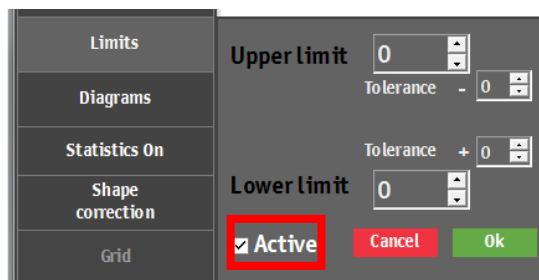 Limits
Diagrams
Statistics On
Shape
correction
Grid
Upper limit 0
Tolerance - 0
Tolerance + 0
Lower limit 0
Active Cancel Ok